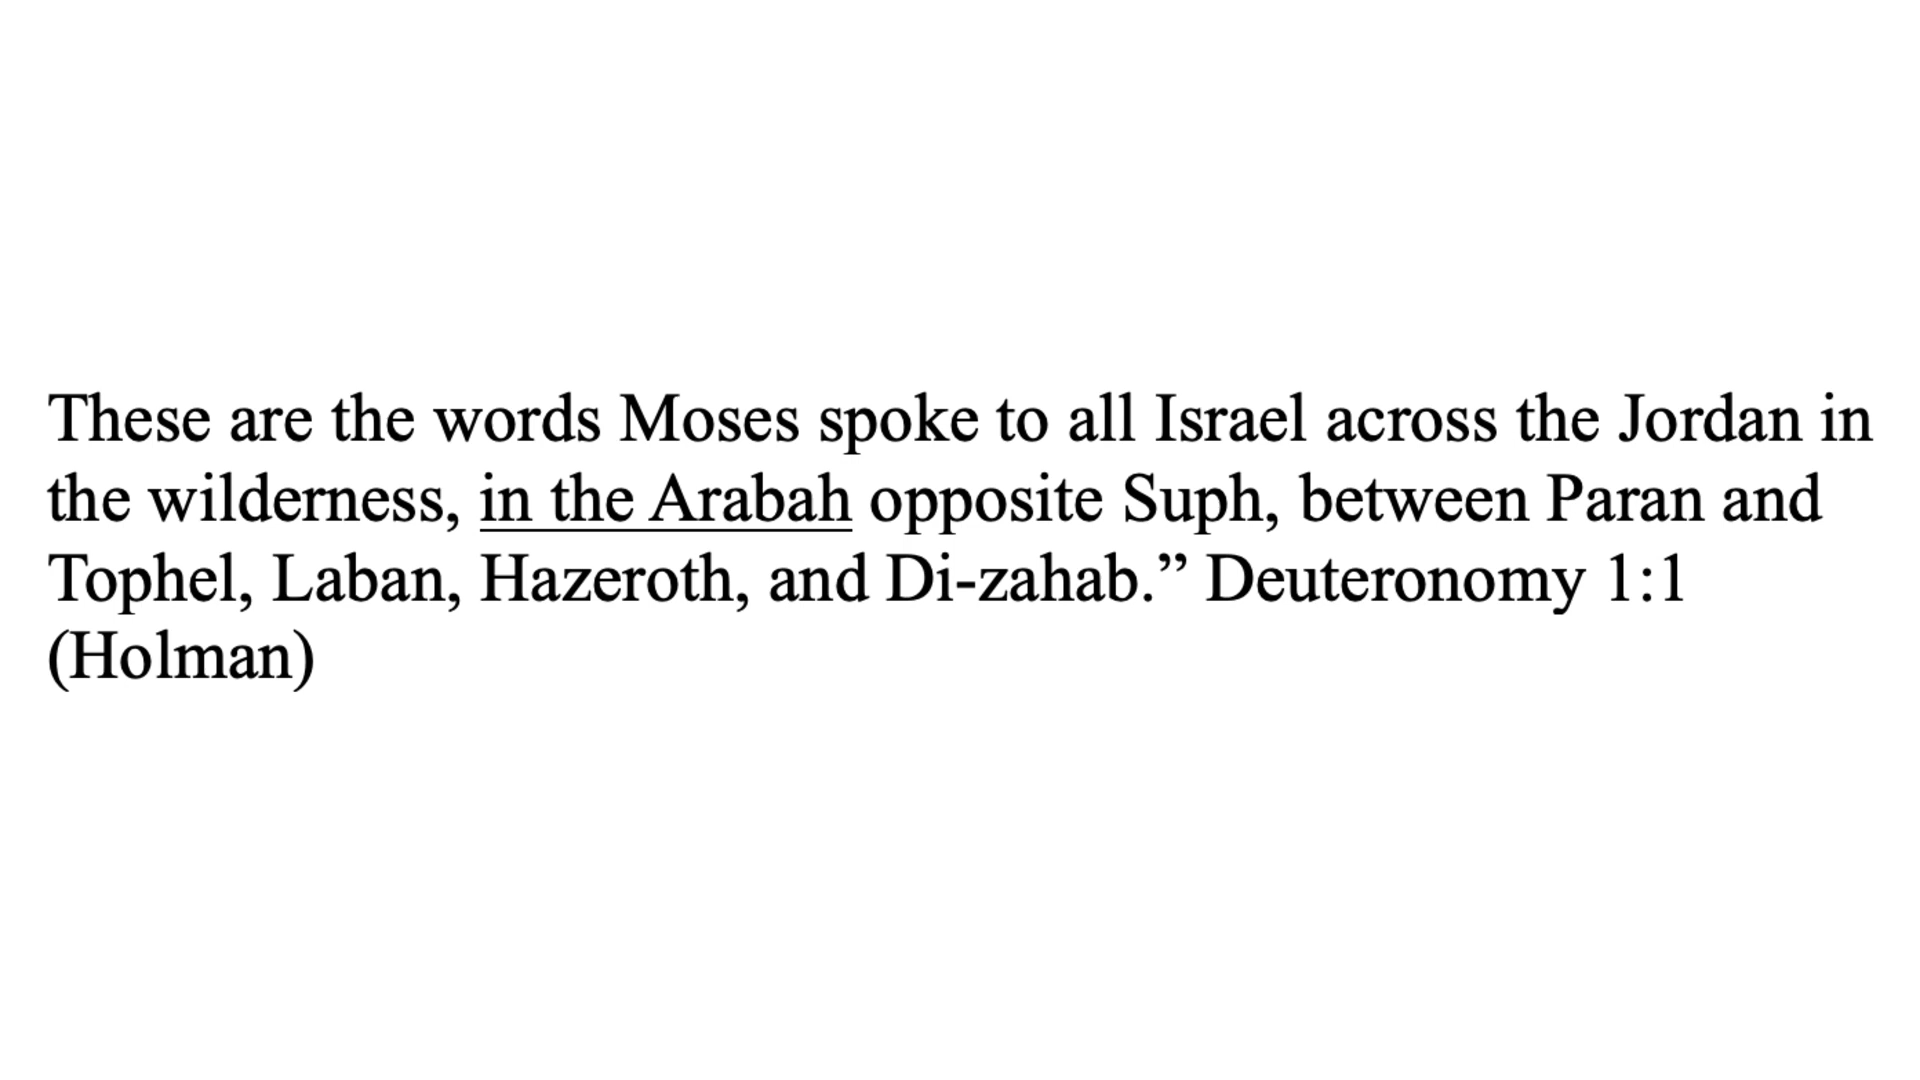 These are the words Moses spoke to all Israel across the Jordan in
the wilderness, in the Arabah opposite Suph, between Paran and
Tophel, Laban, Hazeroth, and Di-zahab.” Deuteronomy 1:1
(Holman)